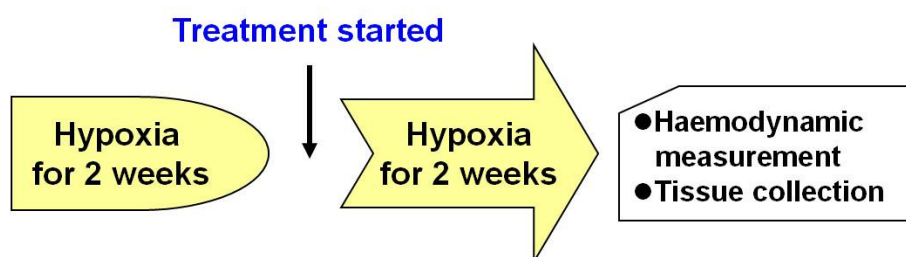 Treatment started
Hypoxia
for 2 weeks
Hypoxia
for 2 weeks
●Haemodynamic
measurement
●Tissue collection